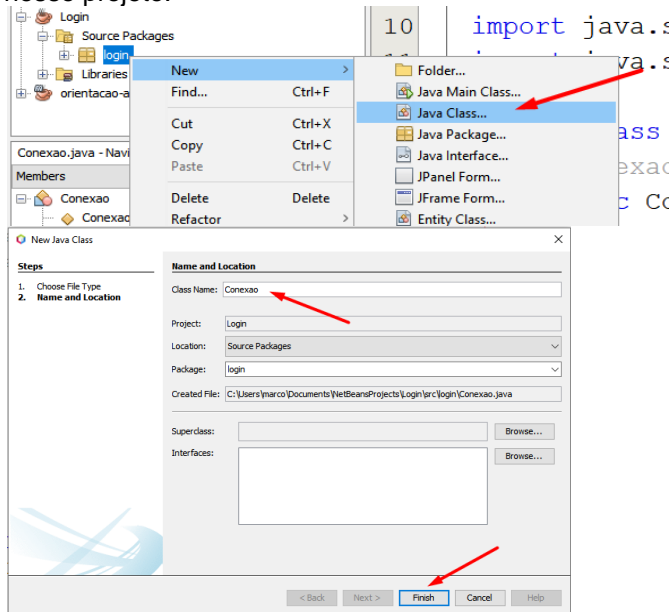 Login
Source Packages
login
Libraries
orientacao-a
New
Find... Ctrl+F
Cut Ctrl+X
Copy Ctrl+C
Paste Ctrl+V
Delete Delete
Refactor
Folder...
Java Main Class...
Java Class...
Java Package...
Java Interface...
JPanel Form...
JFrame Form...
Entity Class...
10 import java.s
va.s
ass
exao
c Co
Conexao.java - Navi
Members
Conexao
Conexao
New Java Class
Steps
1. Choose File Type
2. Name and Location
Name and Location
Class Name: Conexao
Project: Login
Location: Source Packages
Package: login
Created File: C:\Users\marco\Documents\NetBeansProjects\Login\src\login\Conexao.java
Superclass: Browse...
Interfaces: Browse...
< Back Next > Finish Cancel Help